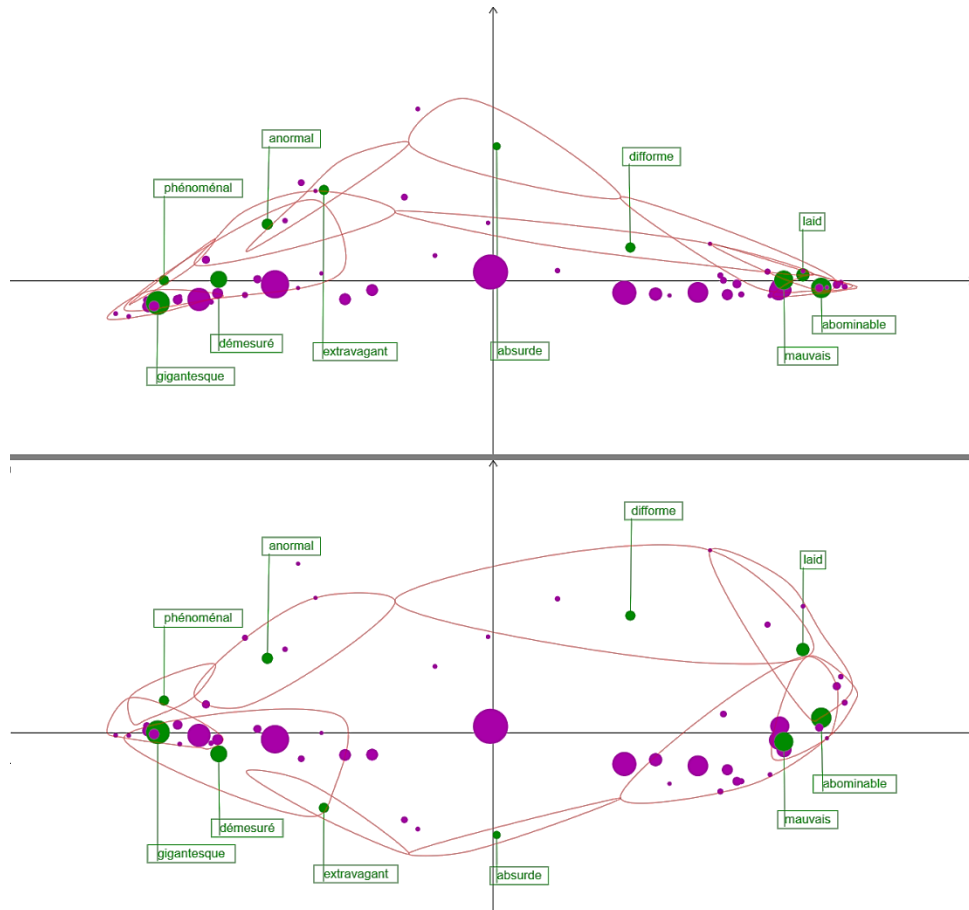 anormal
difforme
phénoménal
laid
abominable
démesuré
extravagant
absurde
mauvais
gigantesque
difforme
anormal
laid
phénoménal
abominable
mauvais
démesuré
gigantesque
extravagant
absurde